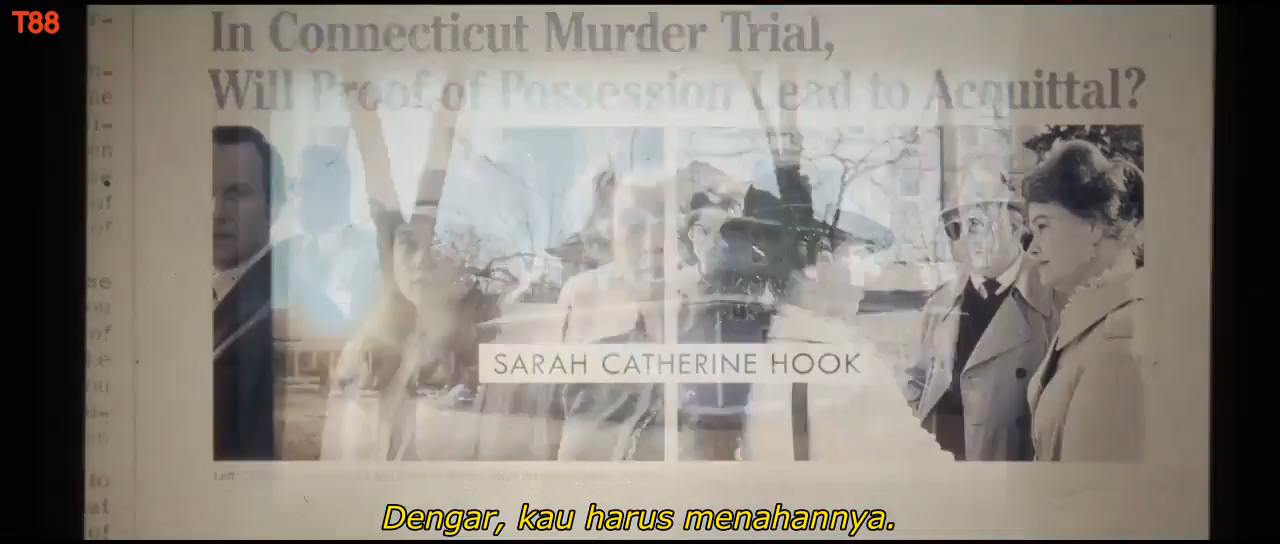 T88
In Connecticut Murder Trial,
Will Proof of Possession Lead to Acquittal?
SARAH CATHERINE HOOK
Dengar, kau harus menahannya.